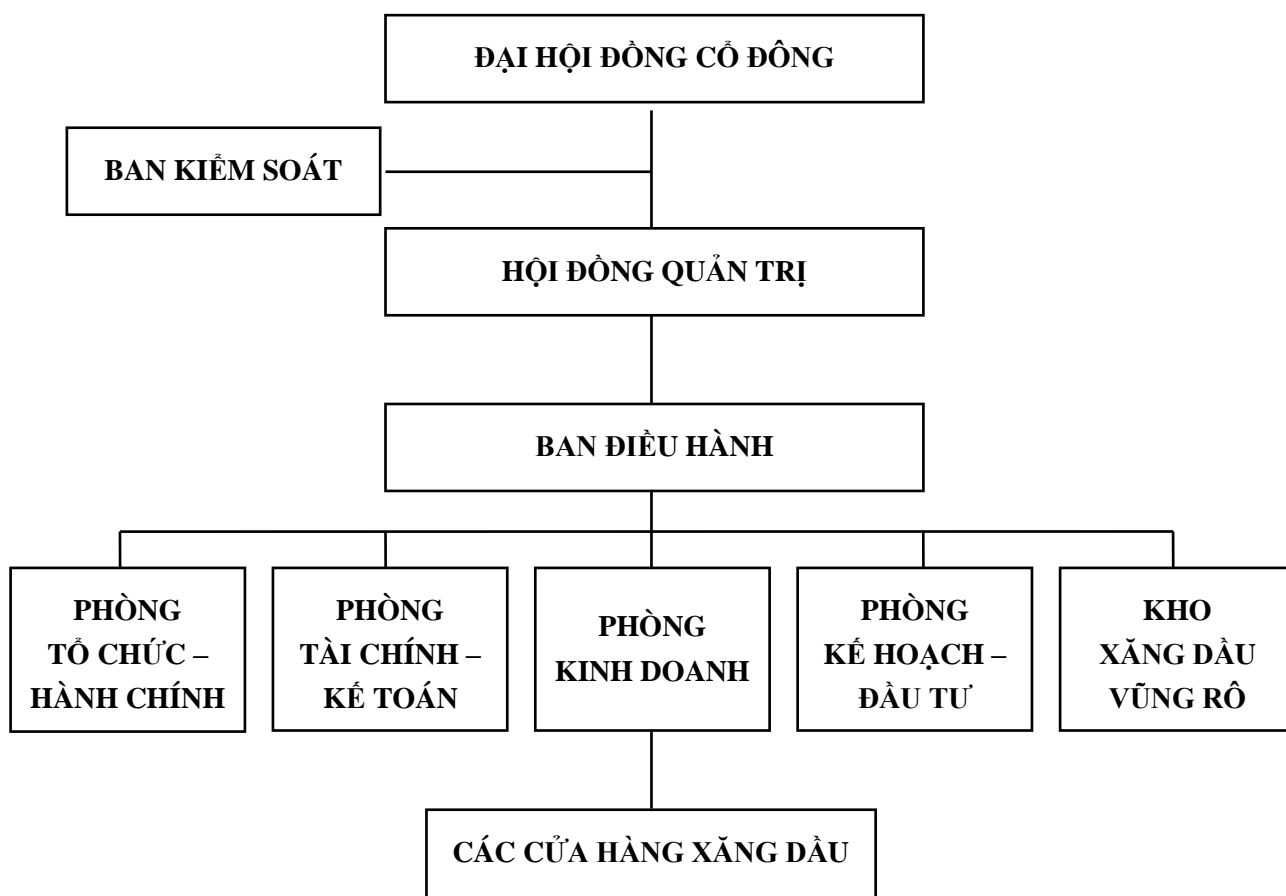 ĐẠI HỘI ĐỒNG CỔ ĐÔNG
BAN KIỂM SOÁT
HỘI ĐỒNG QUẢN TRỊ
BAN ĐIỀU HÀNH
PHÒNG
TỔ CHỨC –
HÀNH CHÍNH
PHÒNG
TÀI CHÍNH –
KẾ TOÁN
PHÒNG
KINH DOANH
PHÒNG
KẾ HOẠCH –
ĐẦU TƯ
KHO
XĂNG DẦU
VŨNG RÔ
CÁC CỬA HÀNG XĂNG DẦU